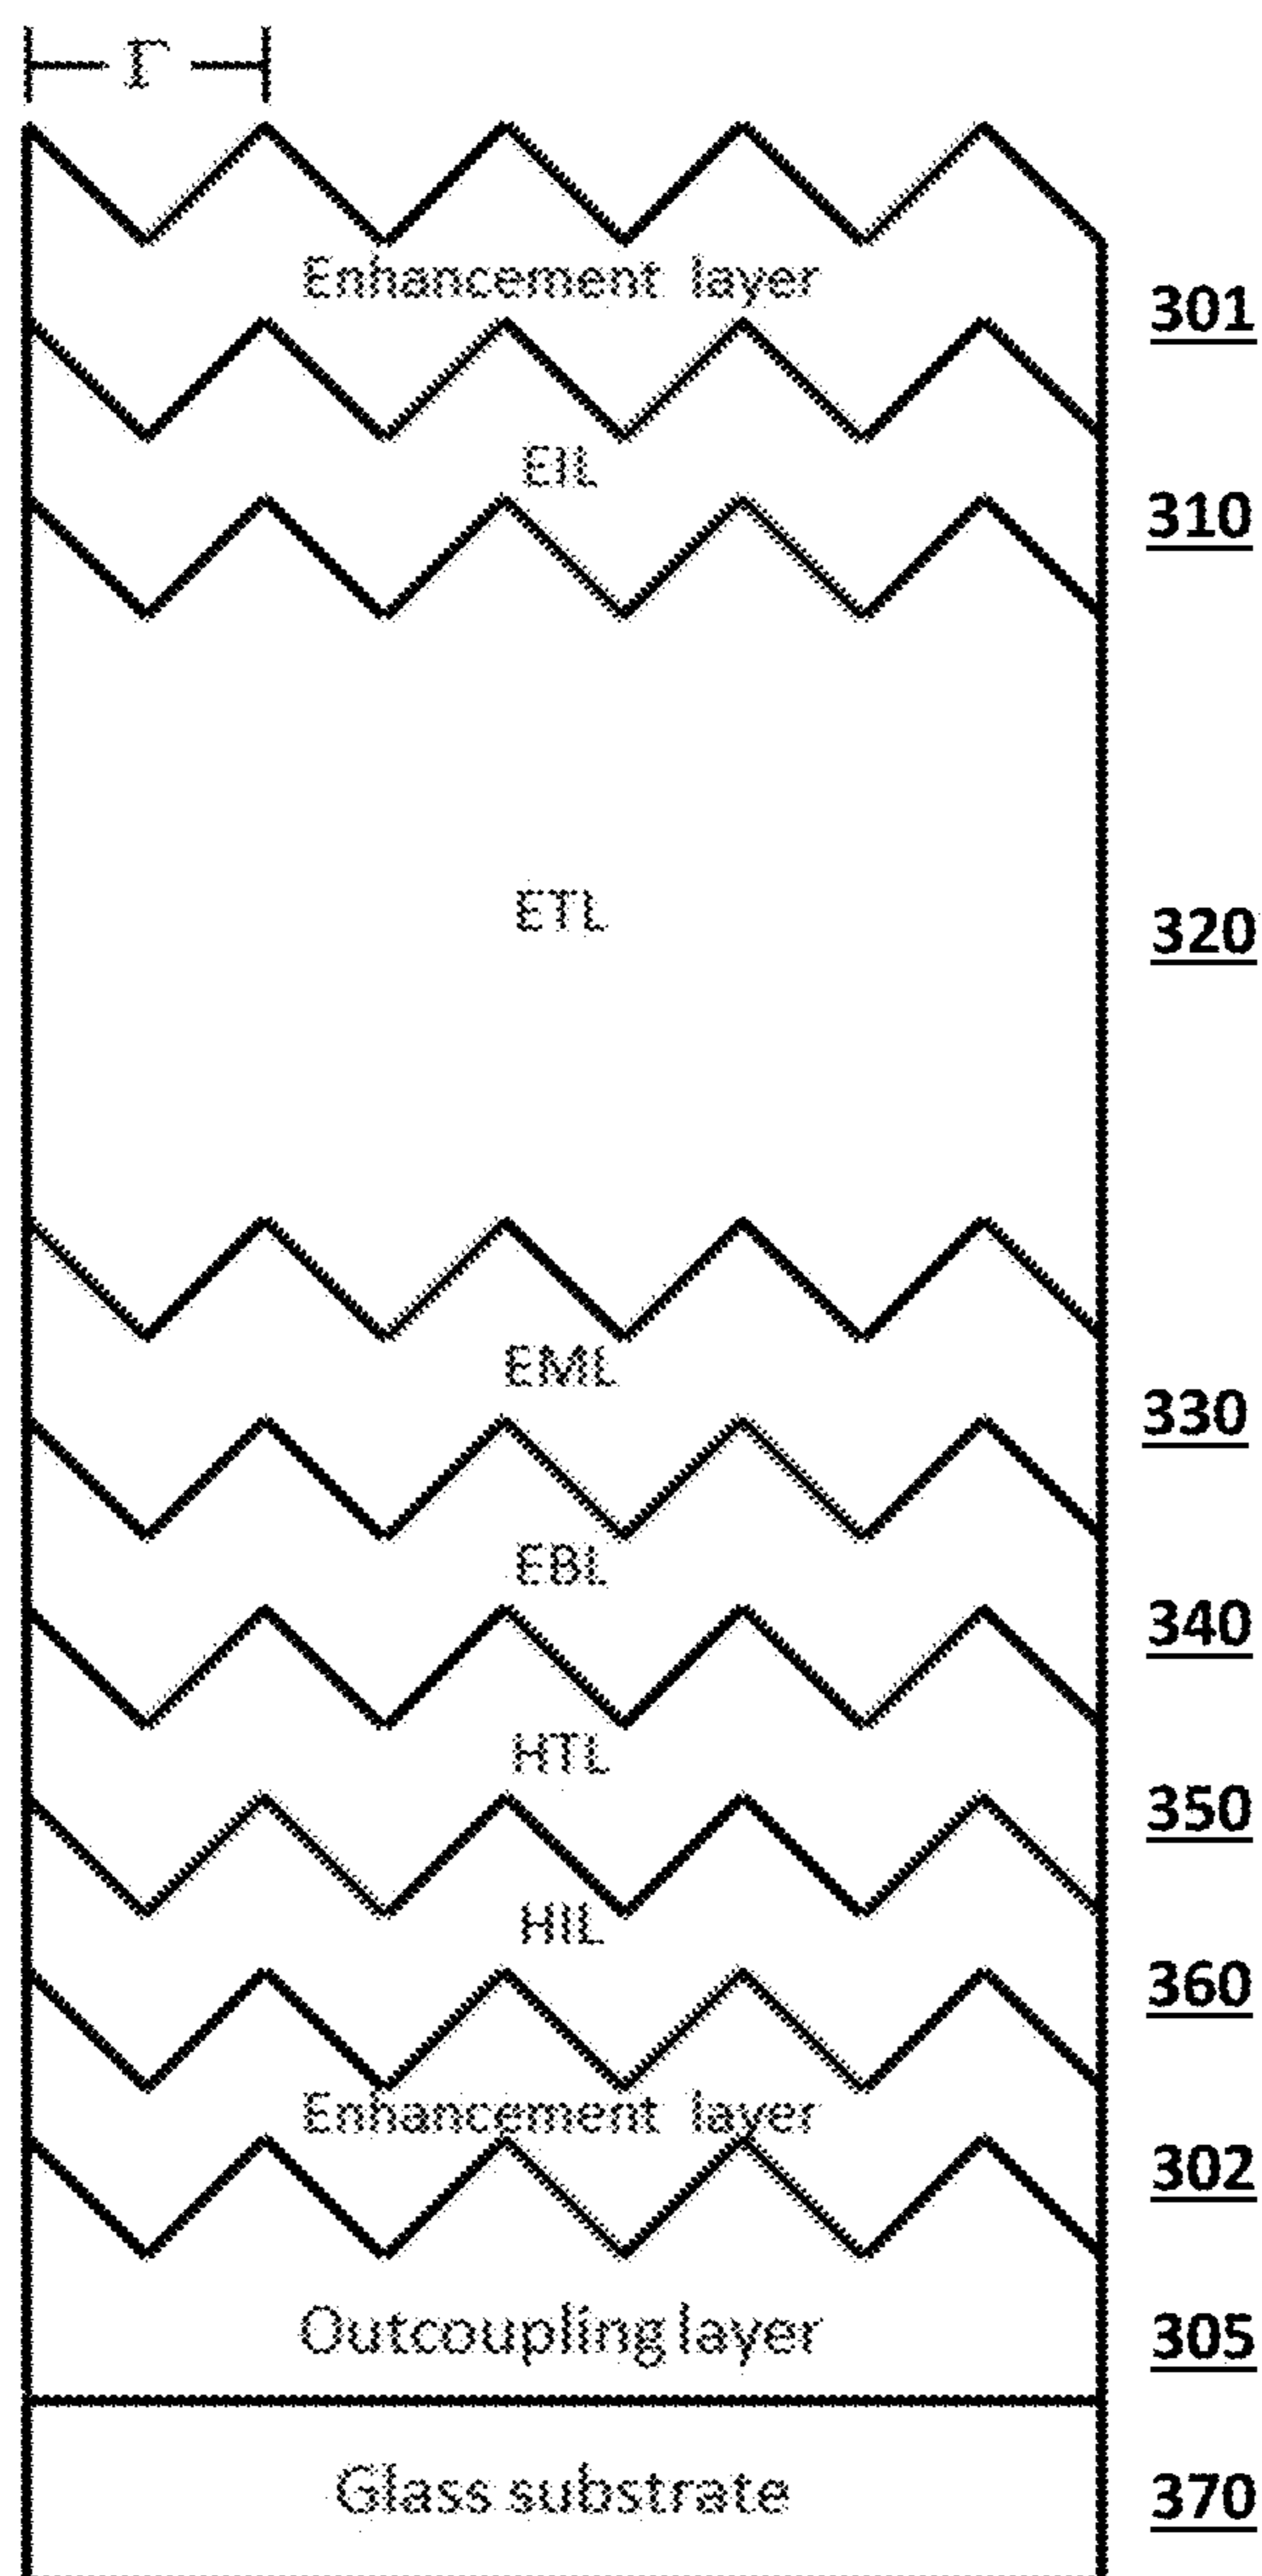 Γ
Enhancement layer
301
EIL
310
ETL
320
EML
330
EBL
340
HTL
350
HIL
360
Enhancement layer
302
Outcoupling layer
305
Glass substrate
370